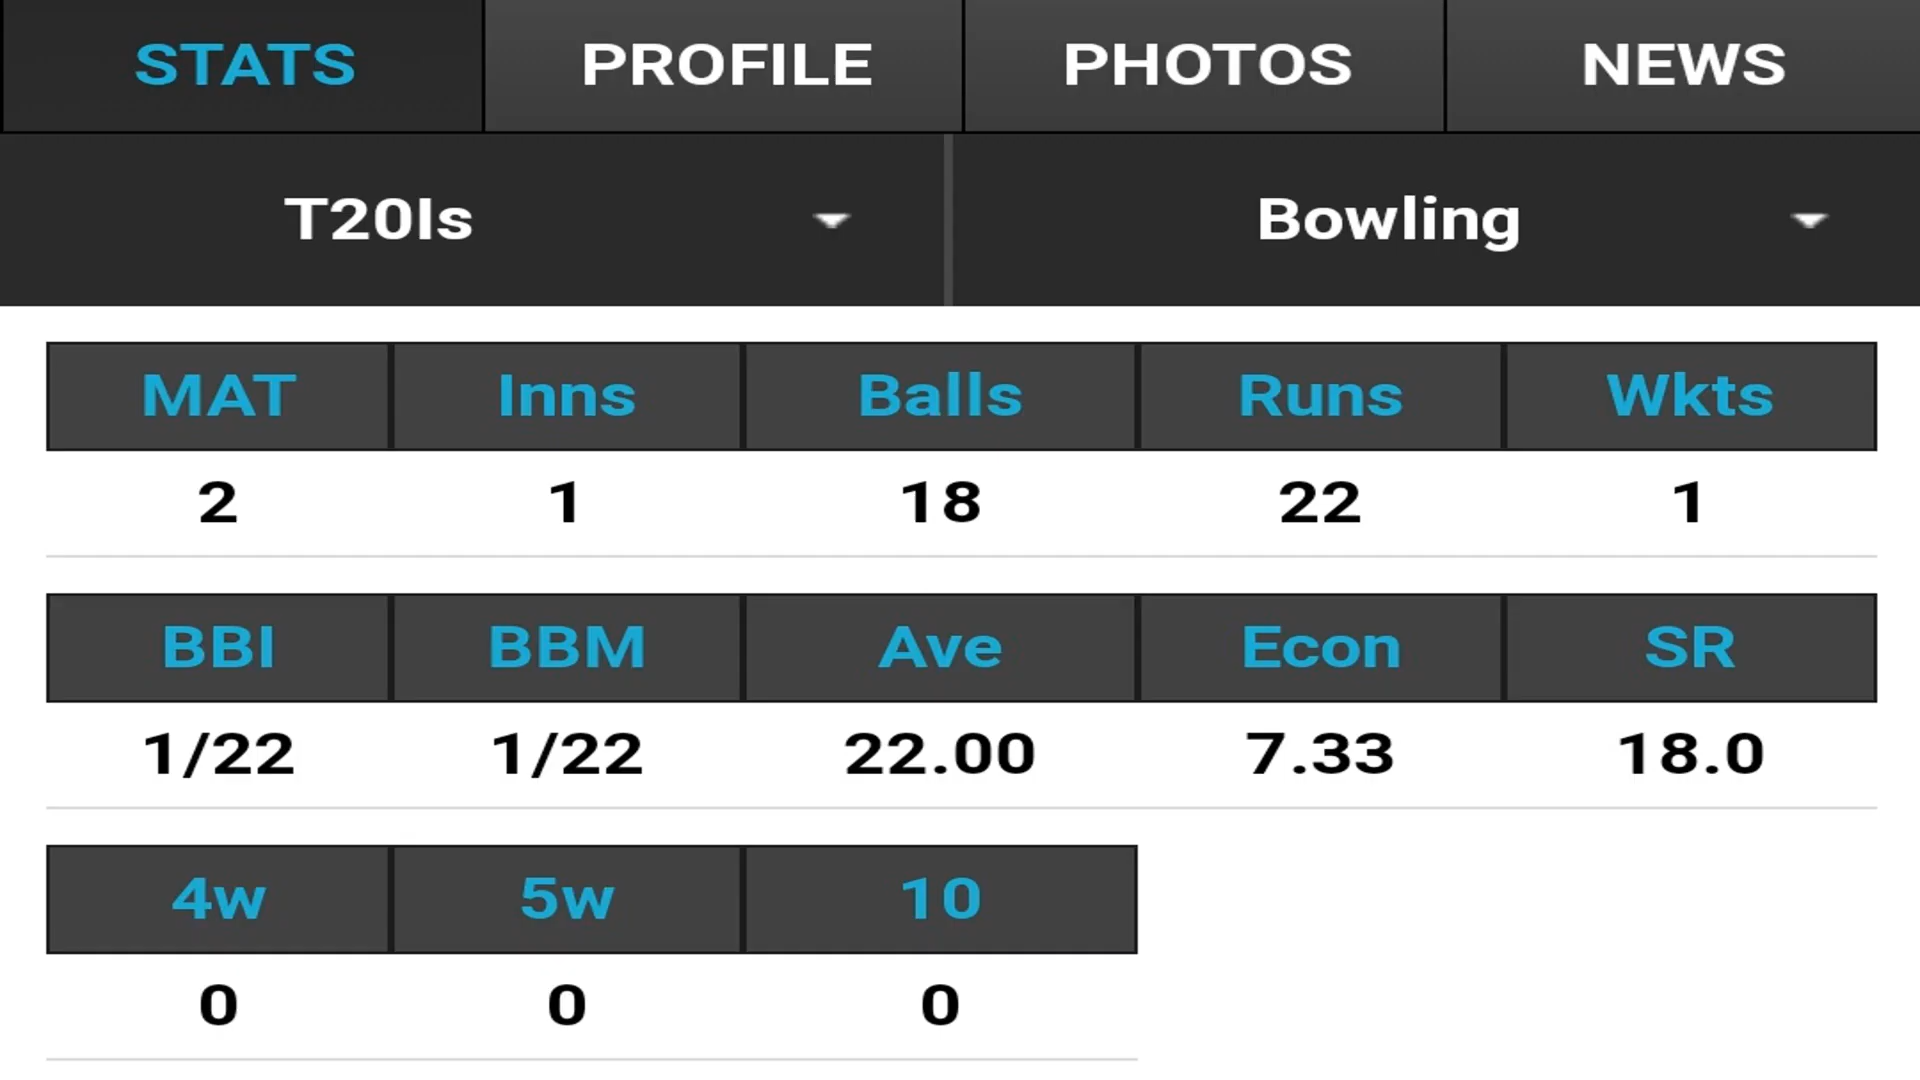 STATS PROFILE PHOTOS NEWS
T20Is Bowling
MAT Inns Balls Runs Wkts
2 1 18 22 1
BBI BBM Ave Econ SR
1/22 1/22 22.00 7.33 18.0
4w 5w 10
0 0 0